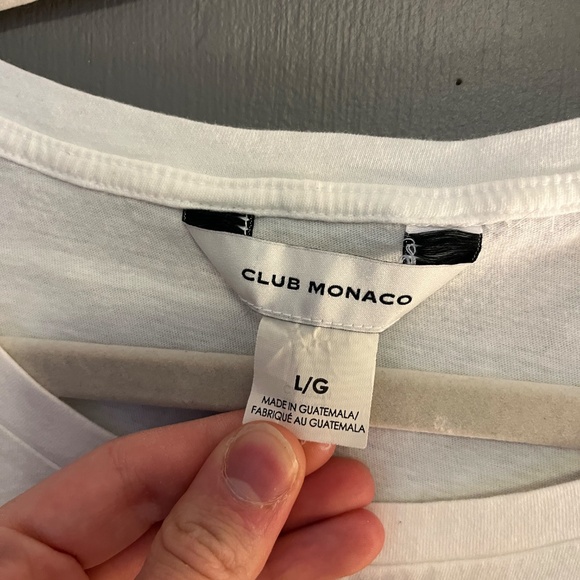 CLUB MONACO
L/G
MADE IN GUATEMALA/
FABRIQUÉ AU GUATEMALA